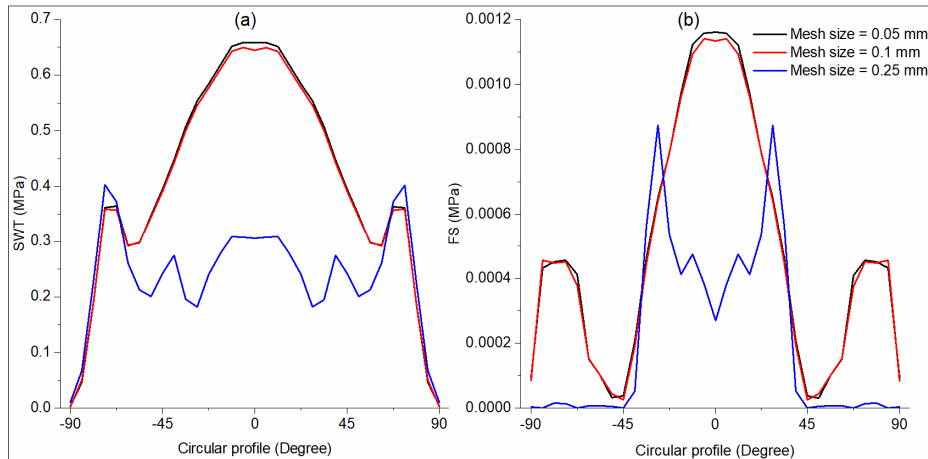 (a)
0.7
0.6
0.5
0.4
0.3
0.2
0.1
0.0
SWT (MPa)
-90
-45
0
45
90
Circular profile (Degree)
(b)
Mesh size = 0.05 mm
Mesh size = 0.1 mm
Mesh size = 0.25 mm
0.0012
0.0010
0.0008
0.0006
0.0004
0.0002
0.0000
FS (MPa)
-90
-45
0
45
90
Circular profile (Degree)